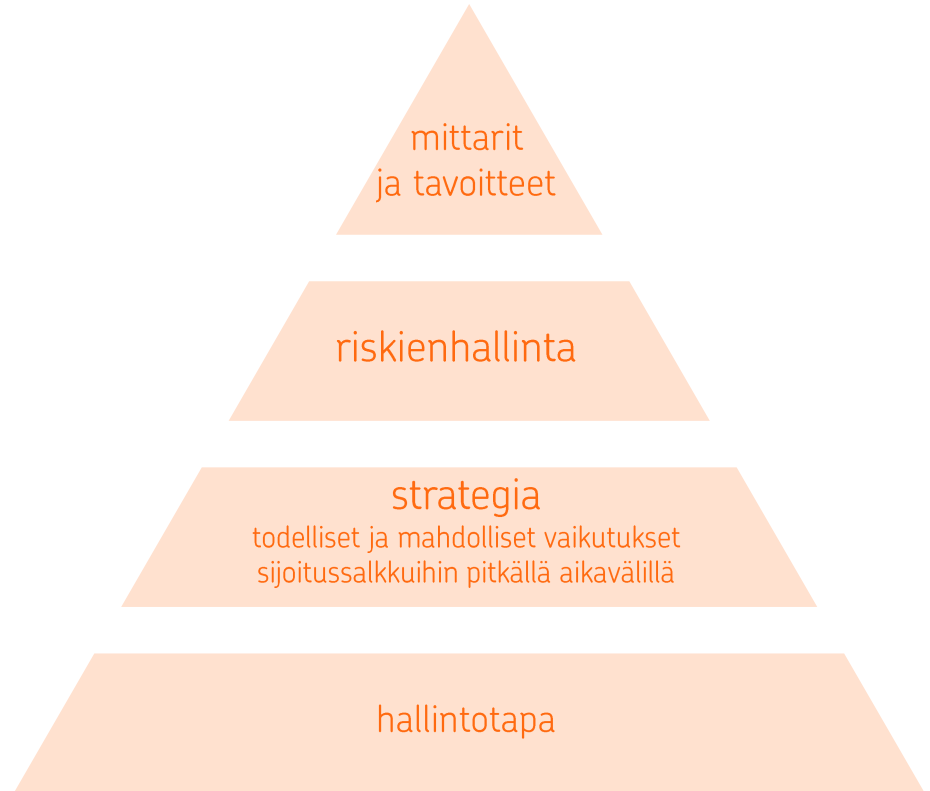 mittarit
ja tavoitteet
riskienhallinta
strategia
todelliset ja mahdolliset vaikutukset
sijoitussalkkuihin pitkällä aikavälillä
hallintotapa